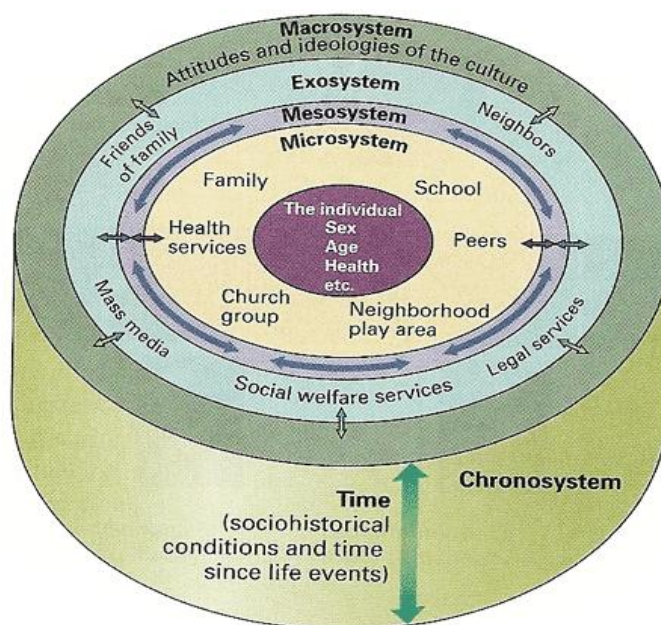 Macrosystem
Attitudes and ideologies of the culture
Exosystem
Mesosystem
Microsystem
Friends
of family
Neighbors
Family
School
The individual
Sex
Age
Health
etc.
Health
services
Peers
Church
group
Neighborhood
play area
Mass media
Legal services
Social welfare services
Time
(sociohistorical
conditions and time
since life events)
Chronosystem